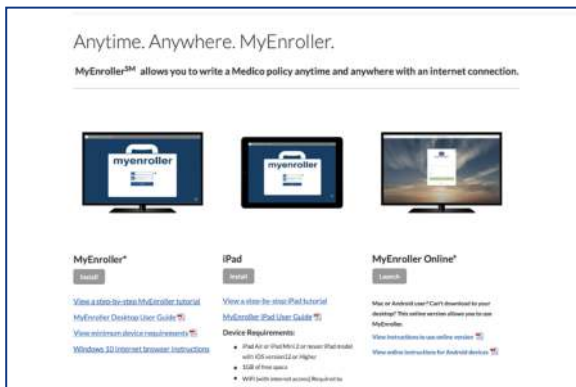 Anytime. Anywhere. MyEnroller.
MyEnroller℠ allows you to write a Medico policy anytime and anywhere with an internet connection.
myenroller
myenroller
MyEnroller*
Install
View a step-by-step MyEnroller tutorial
MyEnroller Desktop User Guide
View minimum device requirements
Windows 10 internet browser instructions
iPad
Install
View a step-by-step iPad tutorial
MyEnroller iPad User Guide
Device Requirements:
• iPad Air or iPad Mini 2 or newer iPad model
with iOS version12 or Higher
• 1GB of free space
• WiFi (with internet access) Required to
MyEnroller Online*
Launch
Mac or Android user? Can't download to your
desktop? This online version allows you to use
MyEnroller.
View instructions to use online version
View online instructions for Android devices